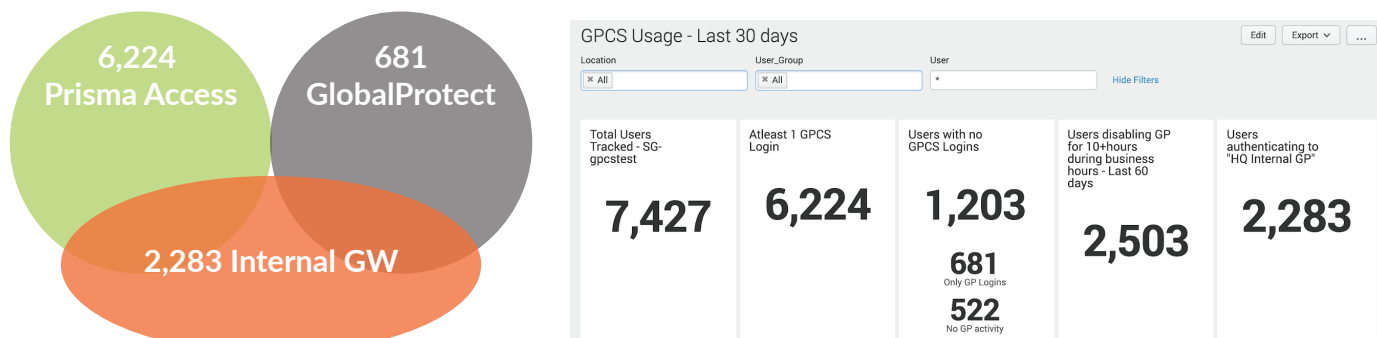 6,224
Prisma Access
681
GlobalProtect
2,283 Internal GW
GPCS Usage - Last 30 days
Edit
Export
...
Location
User_Group
User
✖ All
✖ All
*
Hide Filters
Total Users
Tracked - SG-
gpcstest
7,427
Atleast 1 GPCS
Login
6,224
Users with no
GPCS Logins
1,203
681
Only GP Logins
522
No GP activity
Users disabling GP
for 10+hours
during business
hours - Last 60
days
2,503
Users
authenticating to
"HQ Internal GP"
2,283